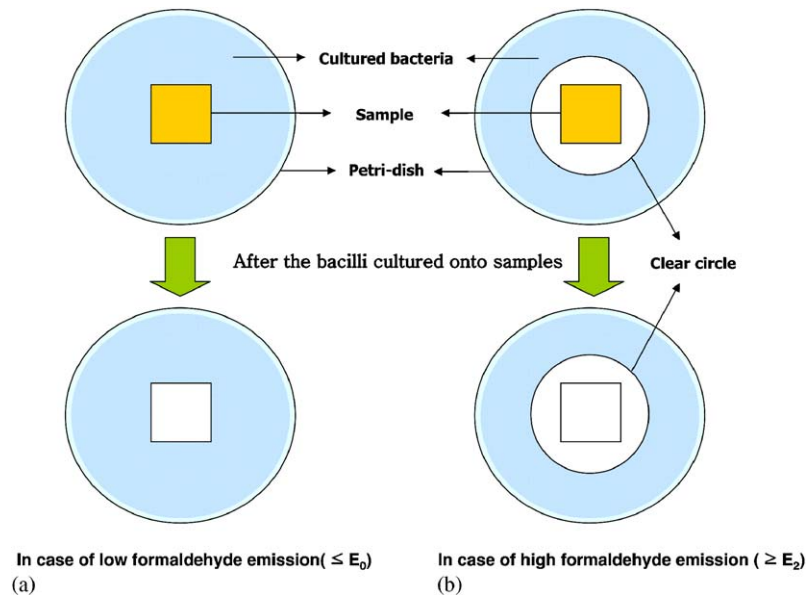 Cultured bacteria
Sample
Petri-dish
After the bacilli cultured onto samples
Clear circle
In case of low formaldehyde emission( ≤ E₀)
(a)
In case of high formaldehyde emission ( ≥ E₂)
(b)